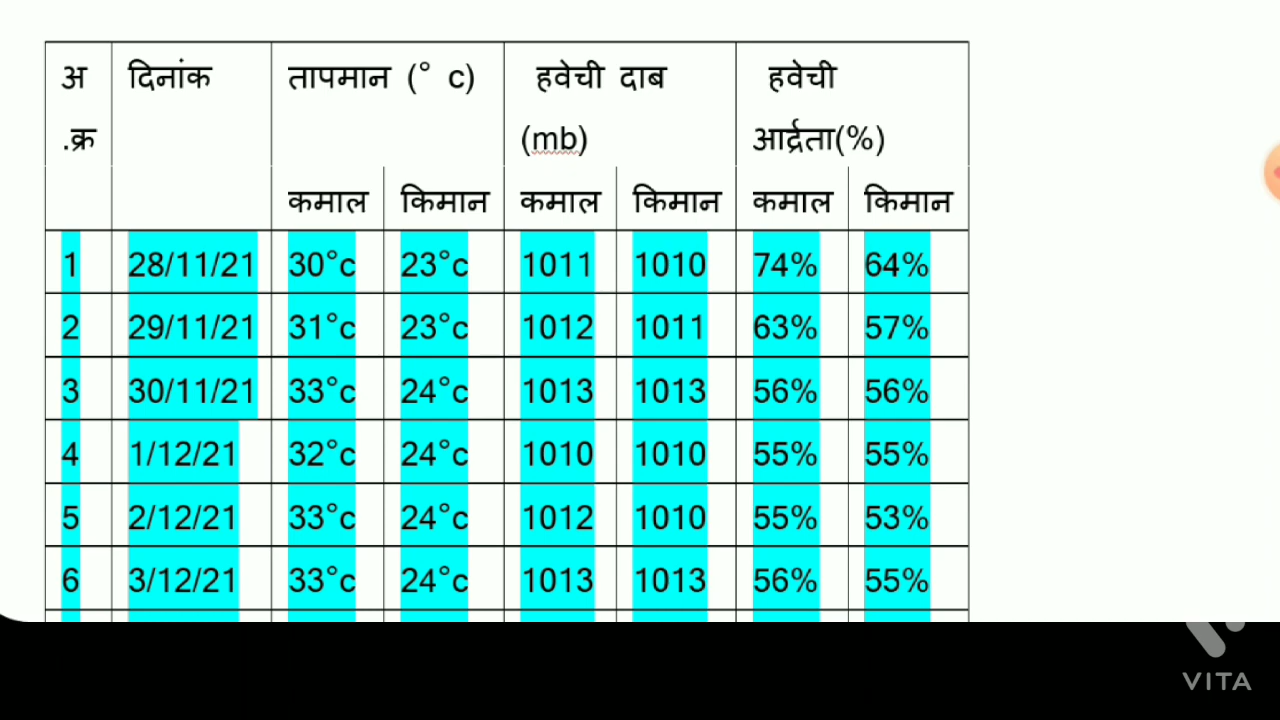 अ दिनांक तापमान (° c) हवेची दाब हवेची
.क्र (mb) आर्द्रता(%)
कमाल किमान कमाल किमान कमाल किमान
1 28/11/21 30°c 23°c 1011 1010 74% 64%
2 29/11/21 31°c 23°c 1012 1011 63% 57%
3 30/11/21 33°c 24°c 1013 1013 56% 56%
4 1/12/21 32°c 24°c 1010 1010 55% 55%
5 2/12/21 33°c 24°c 1012 1010 55% 53%
6 3/12/21 33°c 24°c 1013 1013 56% 55%
VITA